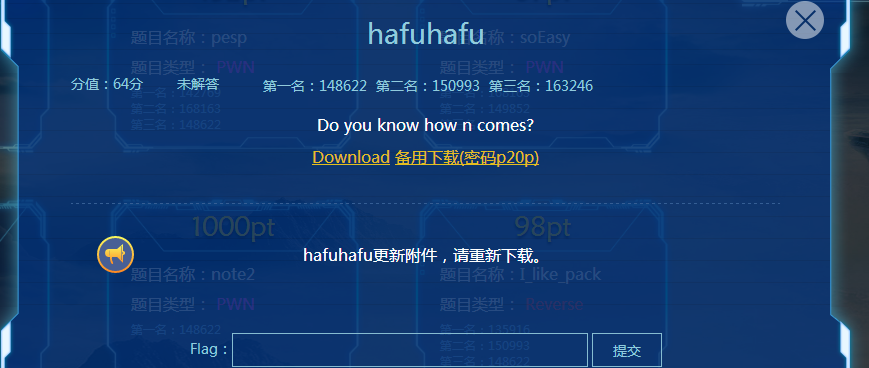 hafuhafu
题目名称：pesp
题目名称：soEasy
题目类型： PWN
题目类型： PWN
分值：64分 未解答 第一名：148622 第二名：150993 第三名：163246
第二名：168163
第二名：149852
第三名：148622
Do you know how n comes?
Download 备用下载(密码p20p)
1000pt
98pt
hafuhafu更新附件，请重新下载。
题目名称：note2
题目名称：I_like_pack
题目类型： PWN
题目类型： Reverse
第一名：148622
第一名：135916
Flag： 提交
第二名：150993
第三名：148622